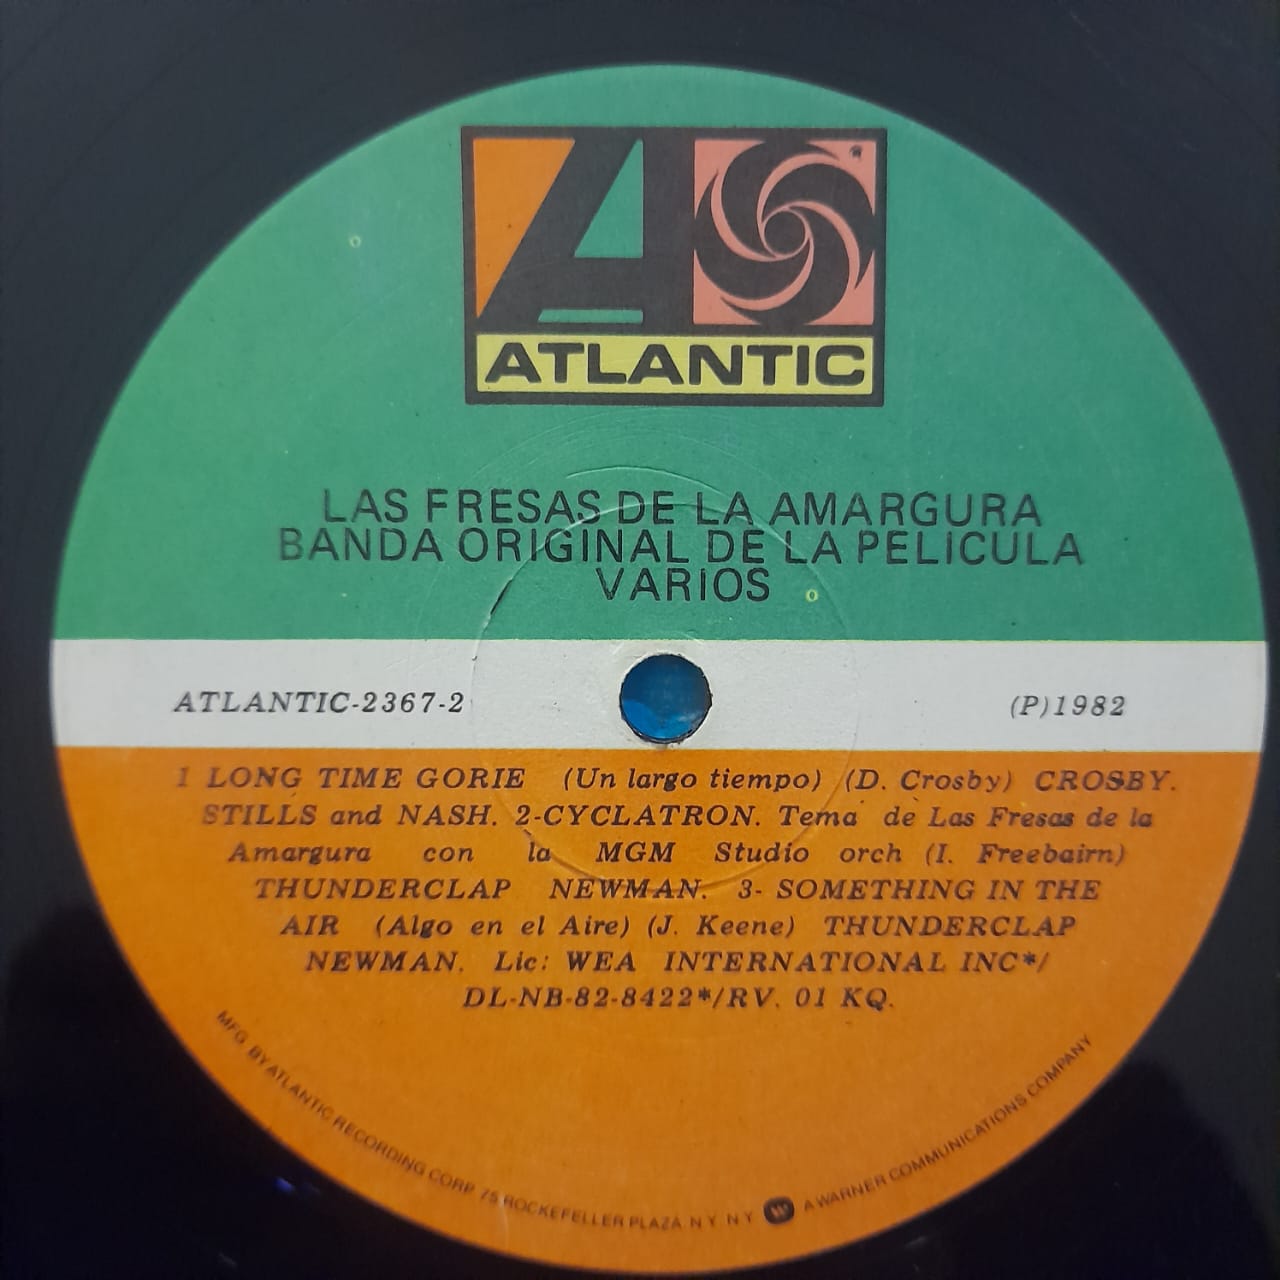 ATLANTIC
LAS FRESAS DE LA AMARGURA
BANDA ORIGINAL DE LA PELICULA
VARIOS
ATLANTIC-2367-2
(P)1982
1 LONG TIME GORIE (Un largo tiempo) (D. Crosby) CROSBY.
STILLS and NASH. 2-CYCLATRON. Tema de Las Fresas de la
Amargura con la MGM Studio orch (I. Freebairn)
THUNDERCLAP NEWMAN. 3- SOMETHING IN THE
AIR (Algo en el Aire) (J. Keene) THUNDERCLAP
NEWMAN. Lic: WEA INTERNATIONAL INC*/
DL-NB-82-8422*/RV. 01 KQ.
MFG BY ATLANTIC RECORDING CORP 75 ROCKEFELLER PLAZA N Y N Y A WARNER COMMUNICATIONS COMPANY